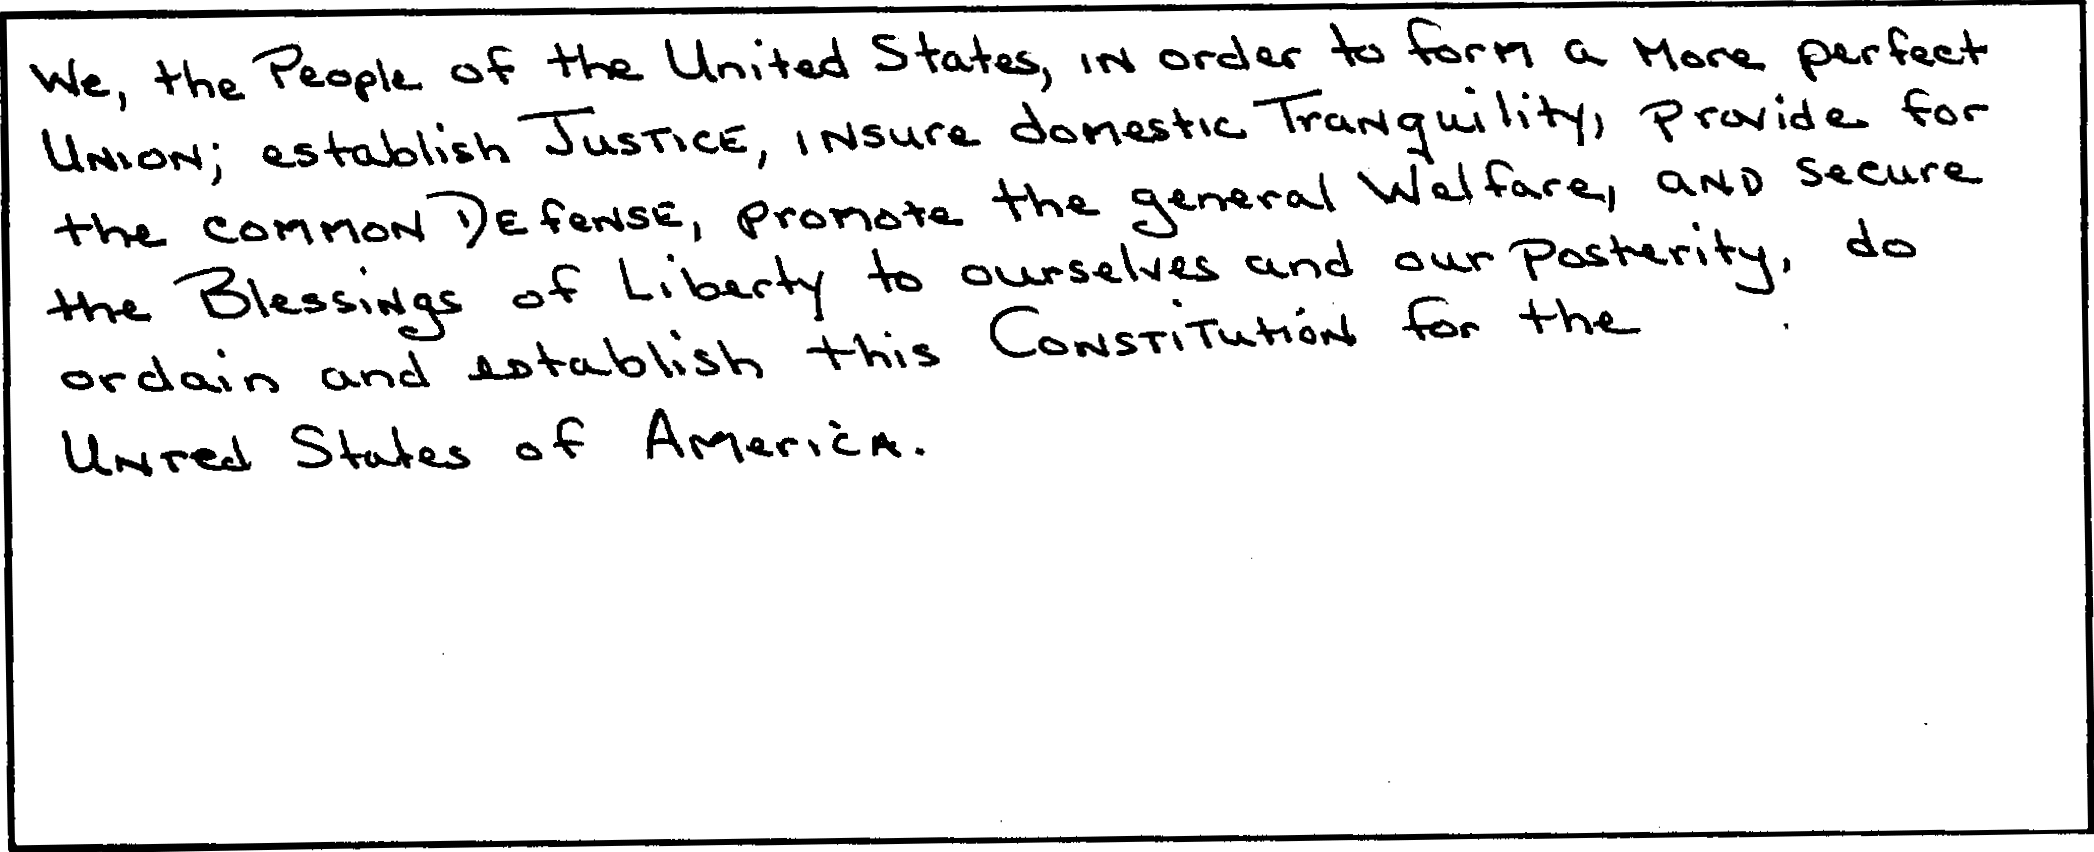 We, the People of the United States, in order to form a more perfect
Union; establish Justice, insure domestic Tranquility, provide for
the common Defense, promote the general Welfare, and secure
the Blessings of Liberty to ourselves and our posterity, do
ordain and establish this Constitution for the
Unted States of America.